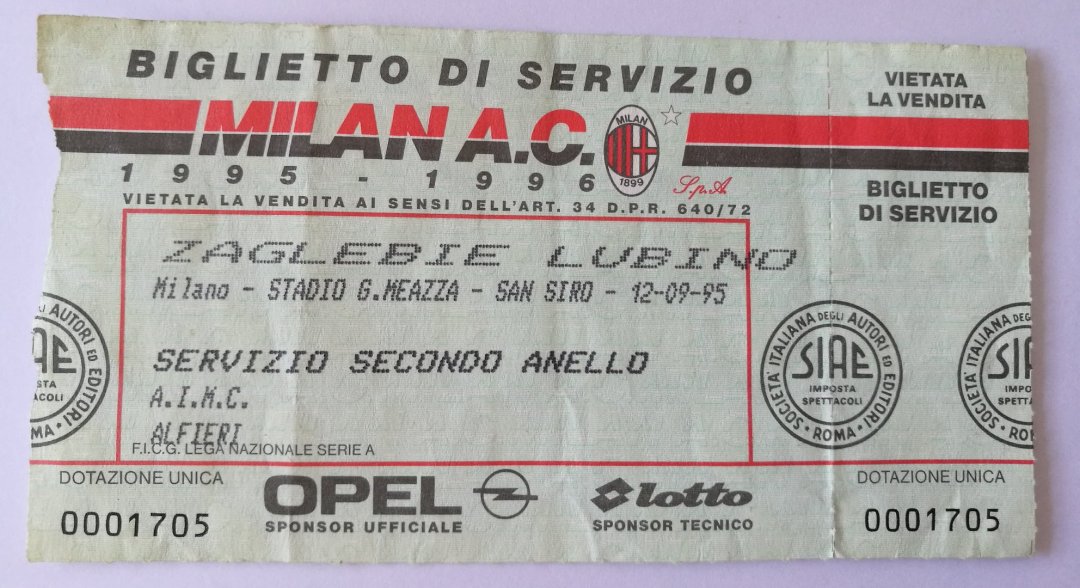 BIGLIETTO DI SERVIZIO
MILAN A.C.
MILAN
1899
S.p.A.
1995 - 1996
VIETATA LA VENDITA AI SENSI DELL'ART. 34 D.P.R. 640/72
ZAGLEBIE LUBINO
Milano - STADIO G.MEAZZA - SAN SIRO - 12-09-95
SERVIZIO SECONDO ANELLO
A.I.M.C.
ALFIERI
F.I.C.G. LEGA NAZIONALE SERIE A
DOTAZIONE UNICA
0001705
OPEL
SPONSOR UFFICIALE
lotto
SPONSOR TECNICO
VIETATA
LA VENDITA
BIGLIETTO
DI SERVIZIO
SOCIETA' ITALIANA DEGLI AUTORI ED EDITORI
SIAE
IMPOSTA
SPETTACOLI
• ROMA •
DOTAZIONE UNICA
0001705